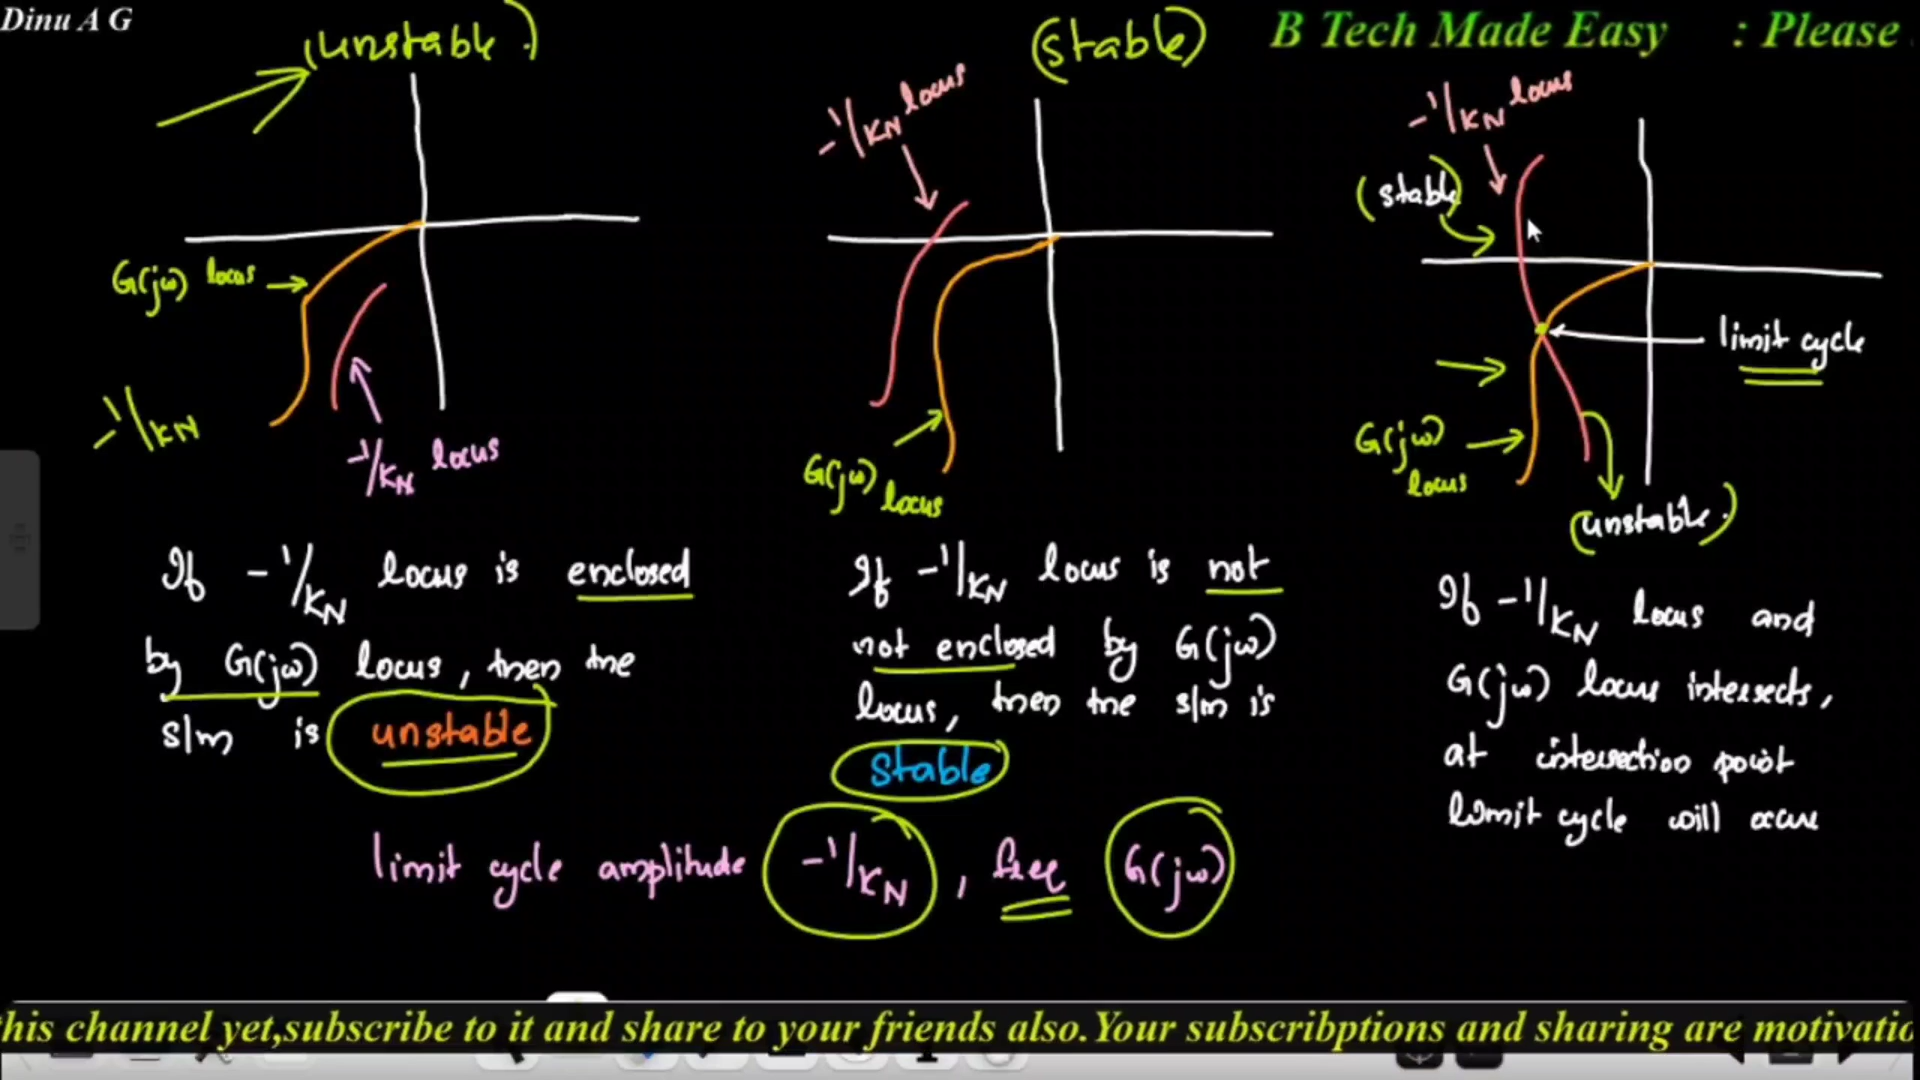 Dinu A G
B Tech Made Easy : Please
(unstable.)
G(jω) locus
-1/KN
-1/KN locus
(stable)
-1/KN locus
G(jω) locus
-1/KN locus
(stable)
limit cycle
G(jω) locus
(unstable.)
If -1/KN locus is enclosed
by G(jω) locus, then the
s/m is unstable
If -1/KN locus is not
not enclosed by G(jω)
locus, then the s/m is
stable
If -1/KN locus and
G(jω) locus intersects,
at intersection point
limit cycle will occur
limit cycle amplitude -1/KN, freq G(jω)
his channel yet,subscribe to it and share to your friends also.Your subscribptions and sharing are motivatio